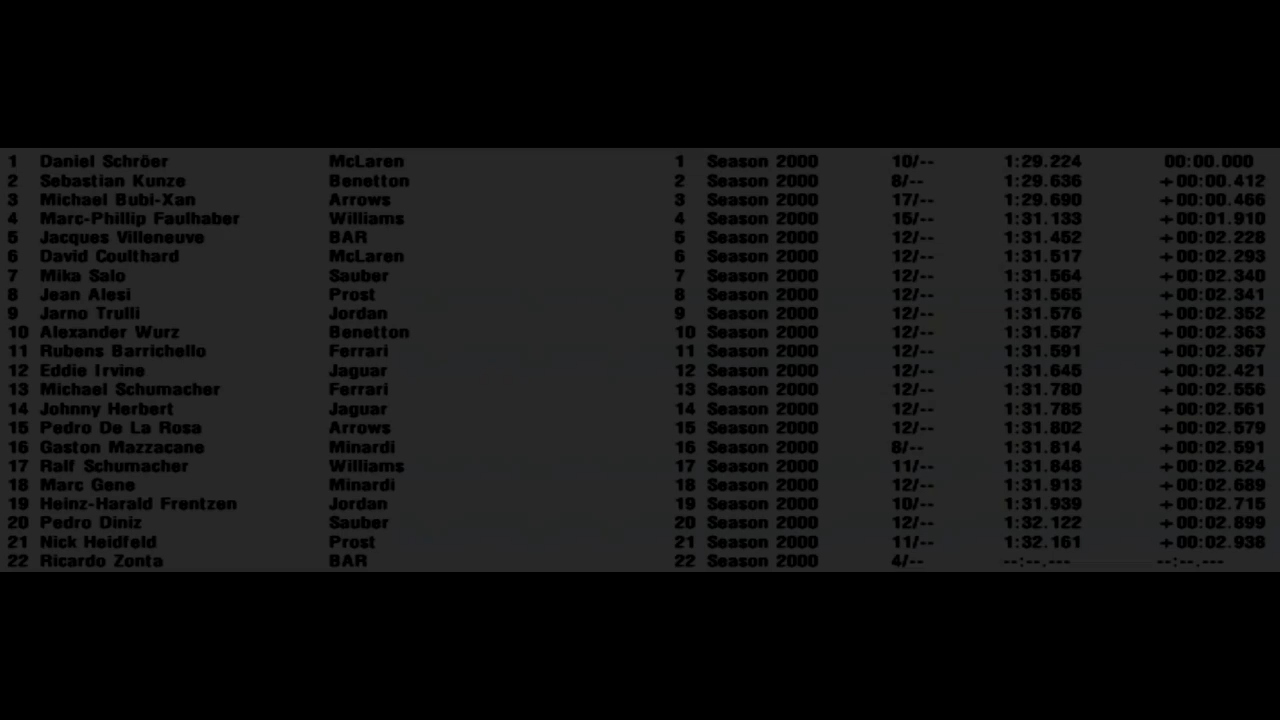 1 Daniel Schröer McLaren 1 Season 2000 10/-- 1:29.224 00:00.000
2 Sebastian Kunze Benetton 2 Season 2000 8/-- 1:29.636 +00:00.412
3 Michael Bubi-Xan Arrows 3 Season 2000 17/-- 1:29.690 +00:00.466
4 Marc-Phillip Faulhaber Williams 4 Season 2000 15/-- 1:31.133 +00:01.910
5 Jacques Villeneuve BAR 5 Season 2000 12/-- 1:31.452 +00:02.228
6 David Coulthard McLaren 6 Season 2000 12/-- 1:31.517 +00:02.293
7 Mika Salo Sauber 7 Season 2000 12/-- 1:31.564 +00:02.340
8 Jean Alesi Prost 8 Season 2000 12/-- 1:31.565 +00:02.341
9 Jarno Trulli Jordan 9 Season 2000 12/-- 1:31.576 +00:02.352
10 Alexander Wurz Benetton 10 Season 2000 12/-- 1:31.587 +00:02.363
11 Rubens Barrichello Ferrari 11 Season 2000 12/-- 1:31.591 +00:02.367
12 Eddie Irvine Jaguar 12 Season 2000 12/-- 1:31.645 +00:02.421
13 Michael Schumacher Ferrari 13 Season 2000 12/-- 1:31.780 +00:02.556
14 Johnny Herbert Jaguar 14 Season 2000 12/-- 1:31.785 +00:02.561
15 Pedro De La Rosa Arrows 15 Season 2000 12/-- 1:31.802 +00:02.579
16 Gaston Mazzacane Minardi 16 Season 2000 8/-- 1:31.814 +00:02.591
17 Ralf Schumacher Williams 17 Season 2000 11/-- 1:31.848 +00:02.624
18 Marc Gene Minardi 18 Season 2000 12/-- 1:31.913 +00:02.689
19 Heinz-Harald Frentzen Jordan 19 Season 2000 10/-- 1:31.939 +00:02.715
20 Pedro Diniz Sauber 20 Season 2000 12/-- 1:32.122 +00:02.899
21 Nick Heidfeld Prost 21 Season 2000 11/-- 1:32.161 +00:02.938
22 Ricardo Zonta BAR 22 Season 2000 4/-- --:--.--- --:--.---